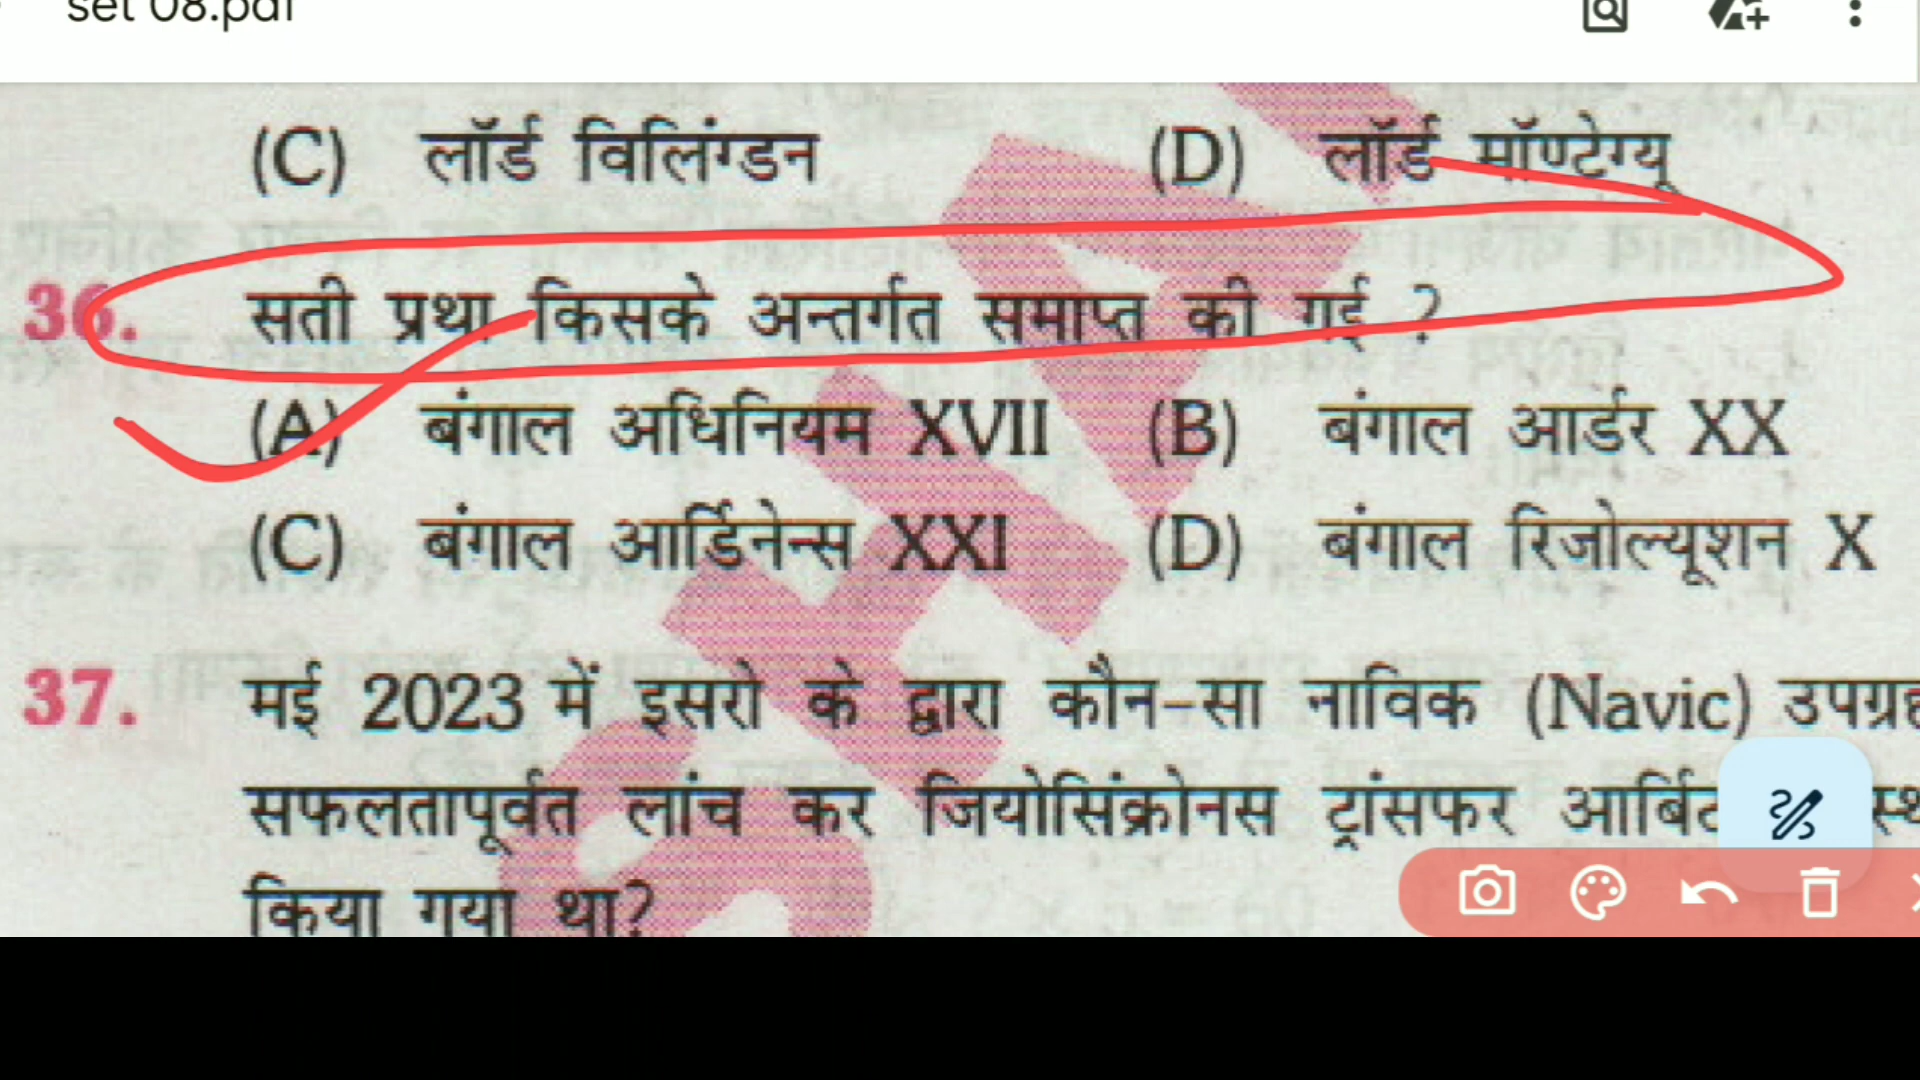 set 08.pdf
(C) लॉर्ड विलिंग्डन (D) लॉर्ड मॉण्टेग्यू
36. सती प्रथा किसके अन्तर्गत समाप्त की गई ?
(A) बंगाल अधिनियम XVII (B) बंगाल आर्डर XX
(C) बंगाल आर्डिनेन्स XXI (D) बंगाल रिजोल्यूशन X
37. मई 2023 में इसरो के द्वारा कौन-सा नाविक (Navic) उपग्रह
सफलतापूर्वत लांच कर जियोसिंक्रोनस ट्रांसफर
किया गया था?